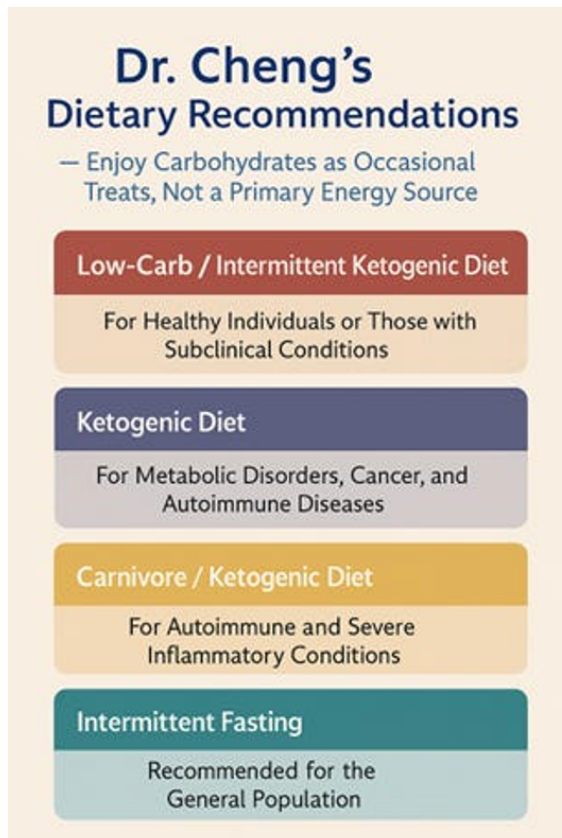 Dr. Cheng's
Dietary Recommendations
— Enjoy Carbohydrates as Occasional
Treats, Not a Primary Energy Source
Low-Carb / Intermittent Ketogenic Diet
For Healthy Individuals or Those with
Subclinical Conditions
Ketogenic Diet
For Metabolic Disorders, Cancer, and
Autoimmune Diseases
Carnivore / Ketogenic Diet
For Autoimmune and Severe
Inflammatory Conditions
Intermittent Fasting
Recommended for the
General Population